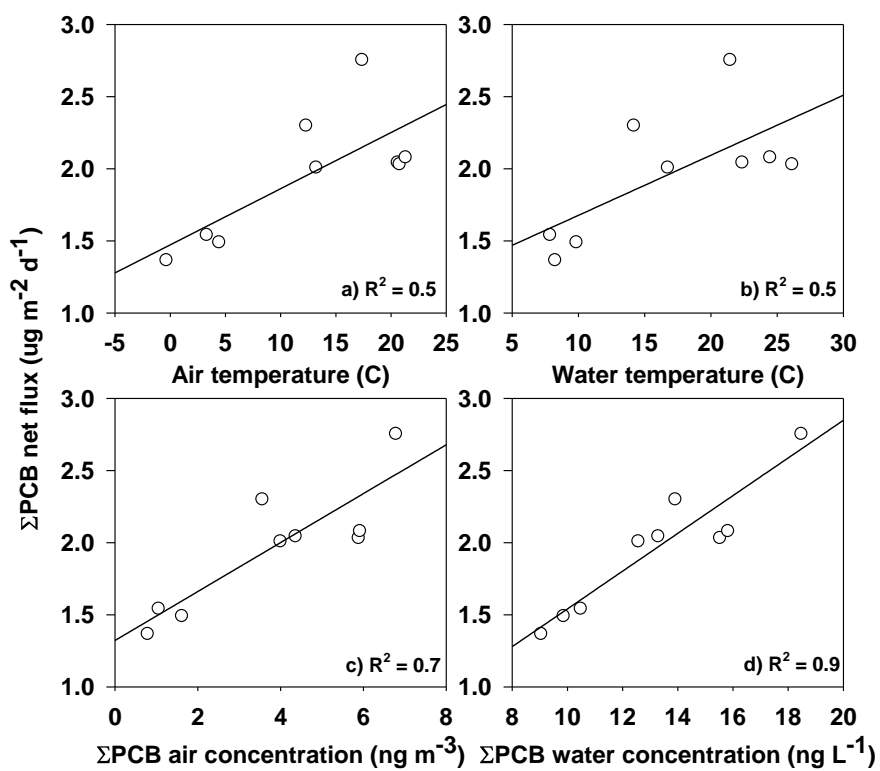 3.0 3.0
2.5 2.5
2.0 2.0
1.5 1.5
a) R² = 0.5 b) R² = 0.5
1.0 1.0
-5 0 5 10 15 20 25 5 10 15 20 25 30
Air temperature (C) Water temperature (C)
ΣPCB net flux (ug m⁻² d⁻¹)
3.0 3.0
2.5 2.5
2.0 2.0
1.5 1.5
c) R² = 0.7 d) R² = 0.9
1.0 1.0
0 2 4 6 8 8 10 12 14 16 18 20
ΣPCB air concentration (ng m⁻³) ΣPCB water concentration (ng L⁻¹)